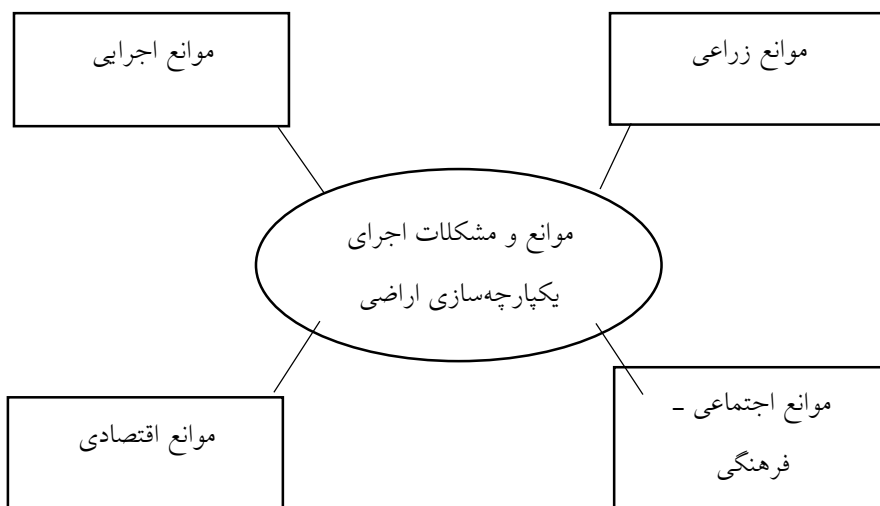 موانع زراعی
موانع اجرایی
موانع و مشکلات اجرای
یکپارچه‌سازی اراضی
موانع اجتماعی ـ
فرهنگی
موانع اقتصادی